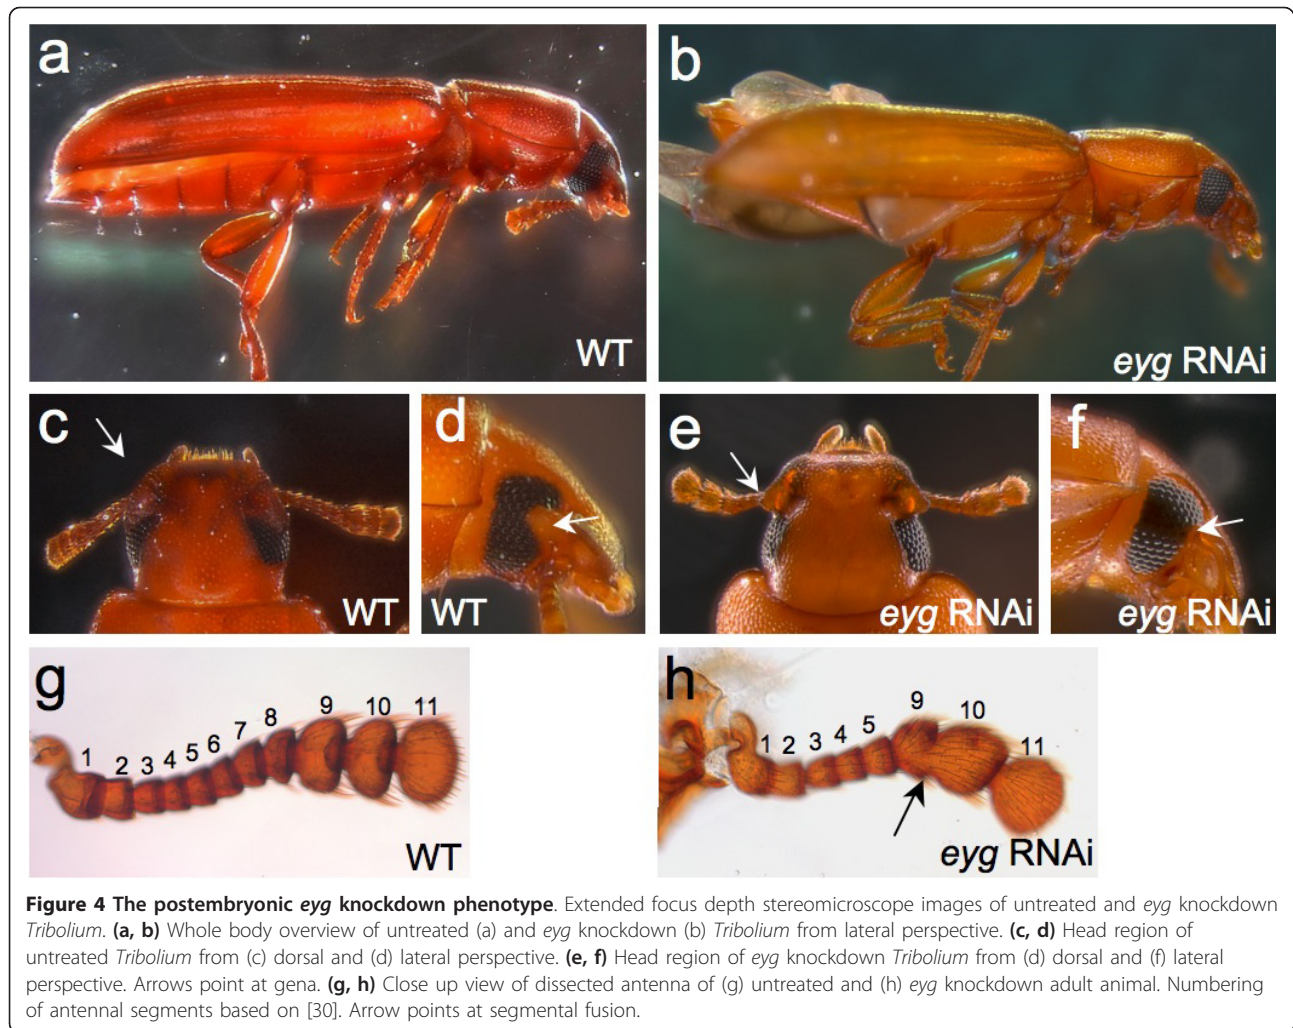 a
b
WT
eyg RNAi
c
d
e
f
WT
WT
eyg RNAi
eyg RNAi
g
1 2 3 4 5 6 7 8 9 10 11
WT
h
1 2 3 4 5 9 10 11
eyg RNAi
Figure 4 The postembryonic eyg knockdown phenotype. Extended focus depth stereomicroscope images of untreated and eyg knockdown
Tribolium. (a, b) Whole body overview of untreated (a) and eyg knockdown (b) Tribolium from lateral perspective. (c, d) Head region of
untreated Tribolium from (c) dorsal and (d) lateral perspective. (e, f) Head region of eyg knockdown Tribolium from (d) dorsal and (f) lateral
perspective. Arrows point at gena. (g, h) Close up view of dissected antenna of (g) untreated and (h) eyg knockdown adult animal. Numbering
of antennal segments based on [30]. Arrow points at segmental fusion.